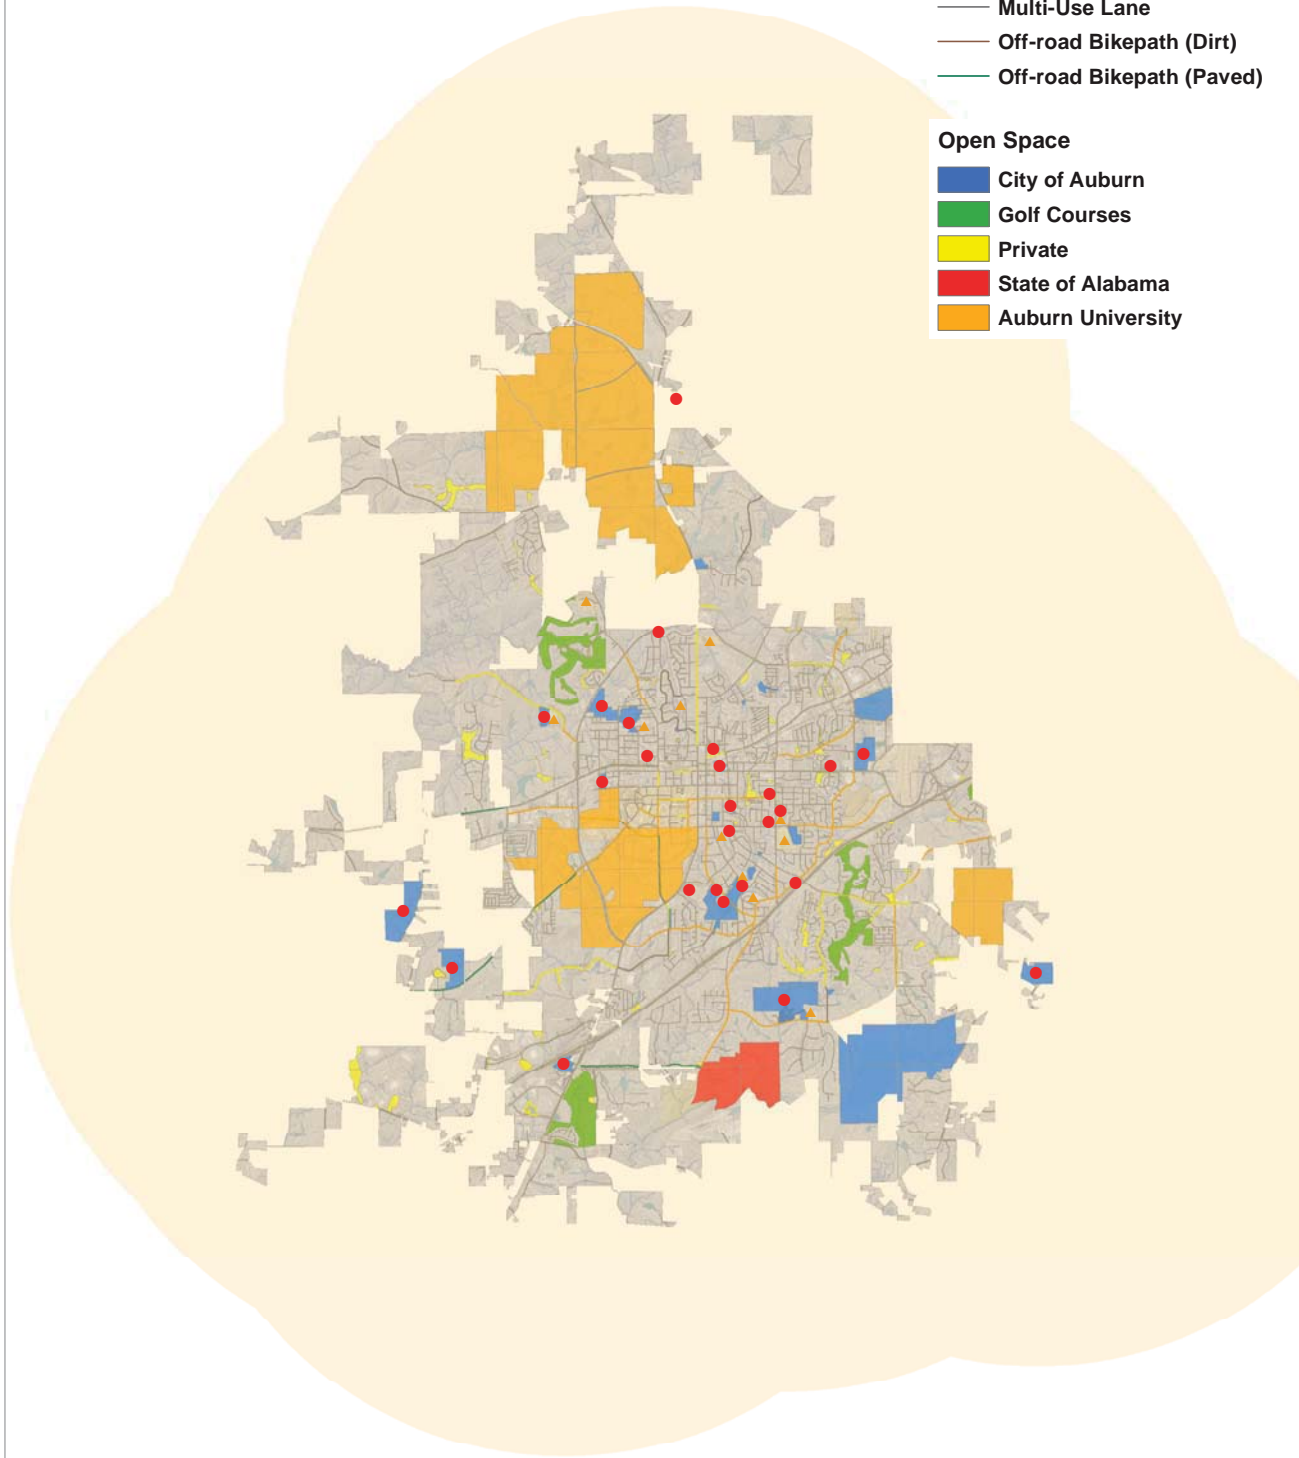 Multi-Use Lane
Off-road Bikepath (Dirt)
Off-road Bikepath (Paved)
Open Space
City of Auburn
Golf Courses
Private
State of Alabama
Auburn University